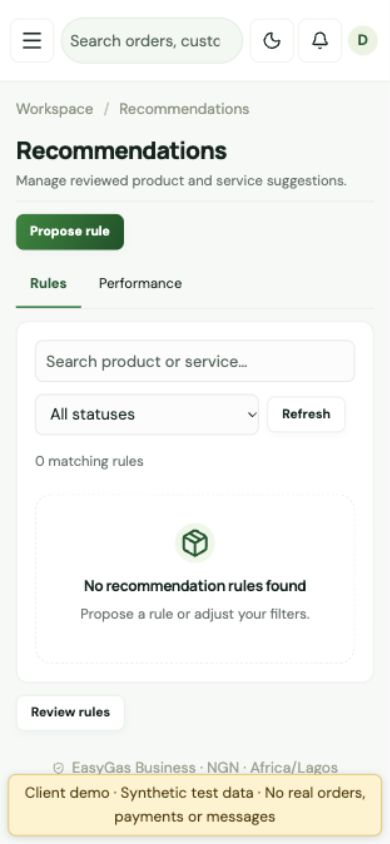 Search orders, custc
D
Workspace / Recommendations
Recommendations
Manage reviewed product and service suggestions.
Propose rule
Rules Performance
Search product or service...
All statuses
Refresh
0 matching rules
No recommendation rules found
Propose a rule or adjust your filters.
Review rules
EasyGas Business · NGN · Africa/Lagos
Client demo · Synthetic test data · No real orders,
payments or messages